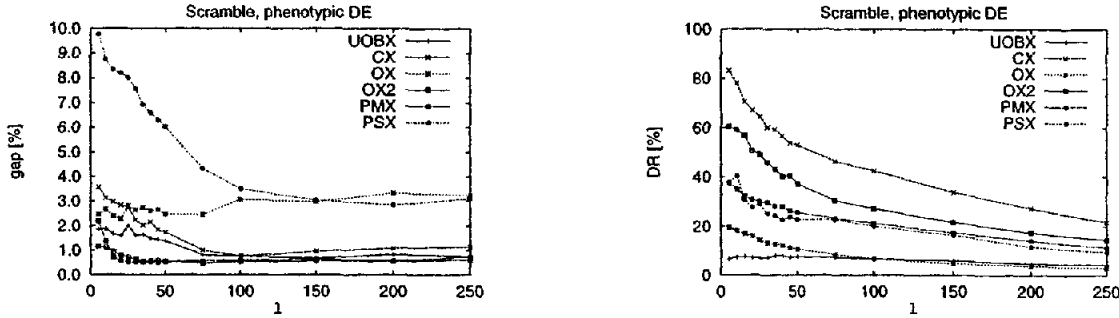 Scramble, phenotypic DE
gap [%]
10.0
9.0
8.0
7.0
6.0
5.0
4.0
3.0
2.0
1.0
0.0
UOBX
CX
OX
OX2
PMX
PSX
0 50 100 150 200 250
l
Scramble, phenotypic DE
DR [%]
100
80
60
40
20
0
UOBX
CX
OX
OX2
PMX
PSX
0 50 100 150 200 250
l